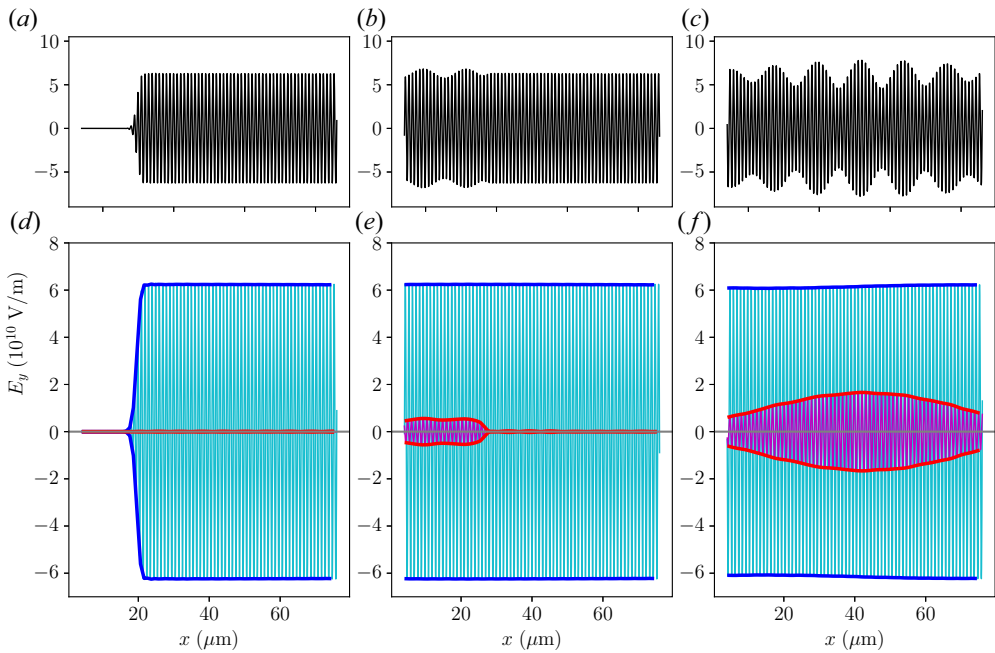 (a) (b) (c)
10 10 10
5 5 5
0 0 0
−5 −5 −5
(d) (e) (f)
8 8 8
6 6 6
4 4 4
2 2 2
0 0 0
−2 −2 −2
−4 −4 −4
−6 −6 −6
E_y (10^10 V/m)
20 40 60 20 40 60 20 40 60
x (μm) x (μm) x (μm)